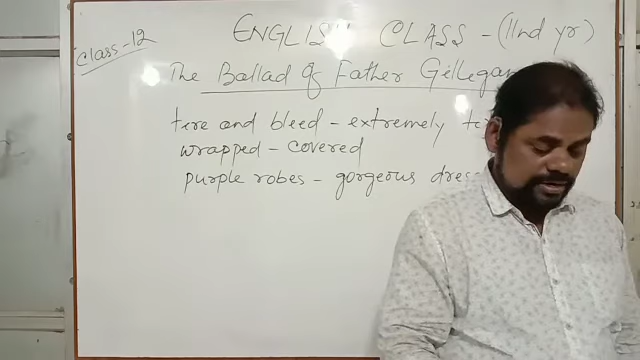 Class-12
ENGLISH CLASS - (IInd yr)
The Ballad of Father Gillegan
tire and bleed - extremely
wrapped - covered
purple robes - gorgeous dress